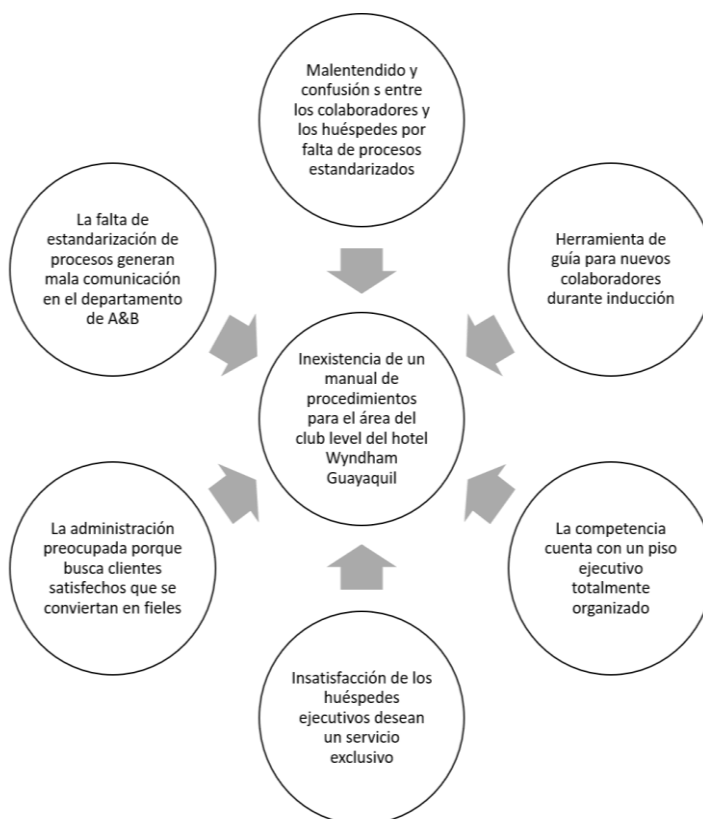 Malentendido y
confusión s entre
los colaboradores y
los huéspedes por
falta de procesos
estandarizados
La falta de
estandarización de
procesos generan
mala comunicación
en el departamento
de A&B
Herramienta de
guía para nuevos
colaboradores
durante inducción
Inexistencia de un
manual de
procedimientos
para el área del
club level del hotel
Wyndham
Guayaquil
La administración
preocupada porque
busca clientes
satisfechos que se
conviertan en fieles
La competencia
cuenta con un piso
ejecutivo
totalmente
organizado
Insatisfacción de los
huéspedes
ejecutivos desean
un servicio
exclusivo